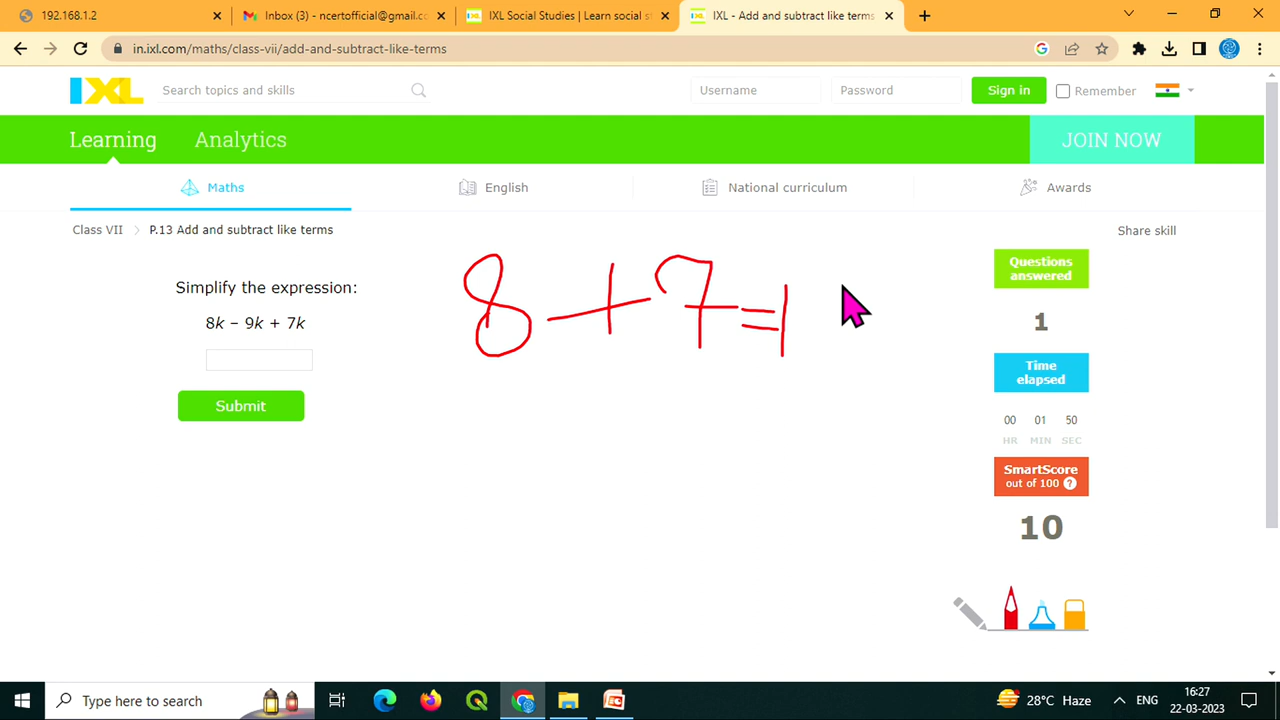 192.168.1.2 Inbox (3) - ncertofficial@gmail.co IXL Social Studies | Learn social st IXL - Add and subtract like terms
in.ixl.com/maths/class-vii/add-and-subtract-like-terms
IXL Search topics and skills Username Password Sign in Remember
Learning Analytics JOIN NOW
Maths English National curriculum Awards
Class VII P.13 Add and subtract like terms Share skill
Simplify the expression:
8k − 9k + 7k
Submit
8 + 7 = 1
Questions
answered
1
Time
elapsed
00 01 50
HR MIN SEC
SmartScore
out of 100 ?
10
Type here to search 28°C Haze ENG 16:27
22-03-2023